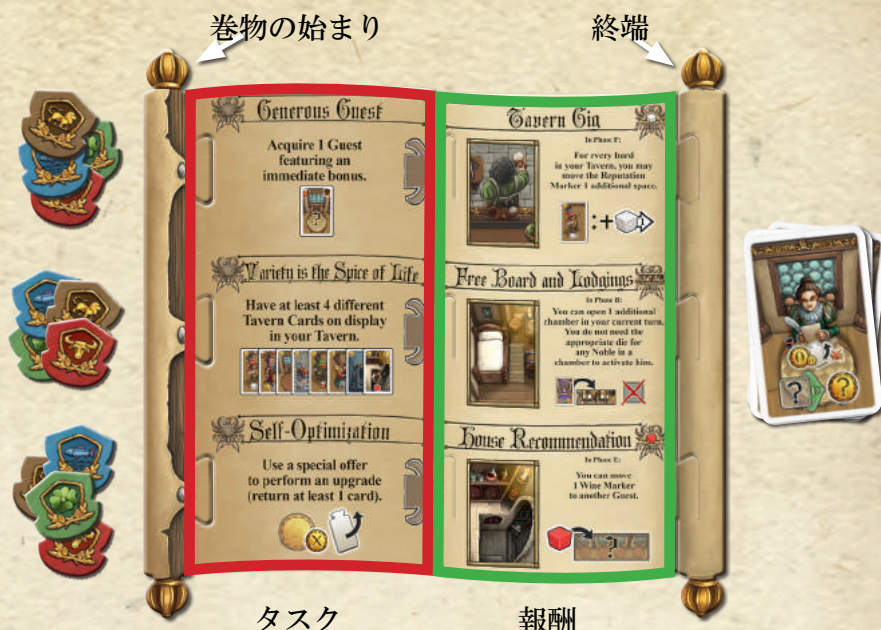 巻物の始まり
終端
Generous Guest
Acquire 1 Guest
featuring an
immediate bonus.
?
Variety is the Spice of Life
Have at least 4 different
Tavern Cards on display
in your Tavern.
Self-Optimization
Use a special offer
to perform an upgrade
(return at least 1 card).
X
Tavern Gig
In Phase F:
For every bard
in your Tavern, you may
move the Reputation
Marker 1 additional space.
:+ 1
Free Board and Lodgings
In Phase B:
You can open 1 additional
chamber in your current turn.
You do not need the
appropriate die for
any Noble in a
chamber to activate him.
House Recommendation
In Phase E:
You can move
1 Wine Marker
to another Guest.
?
? ?
タスク
報酬